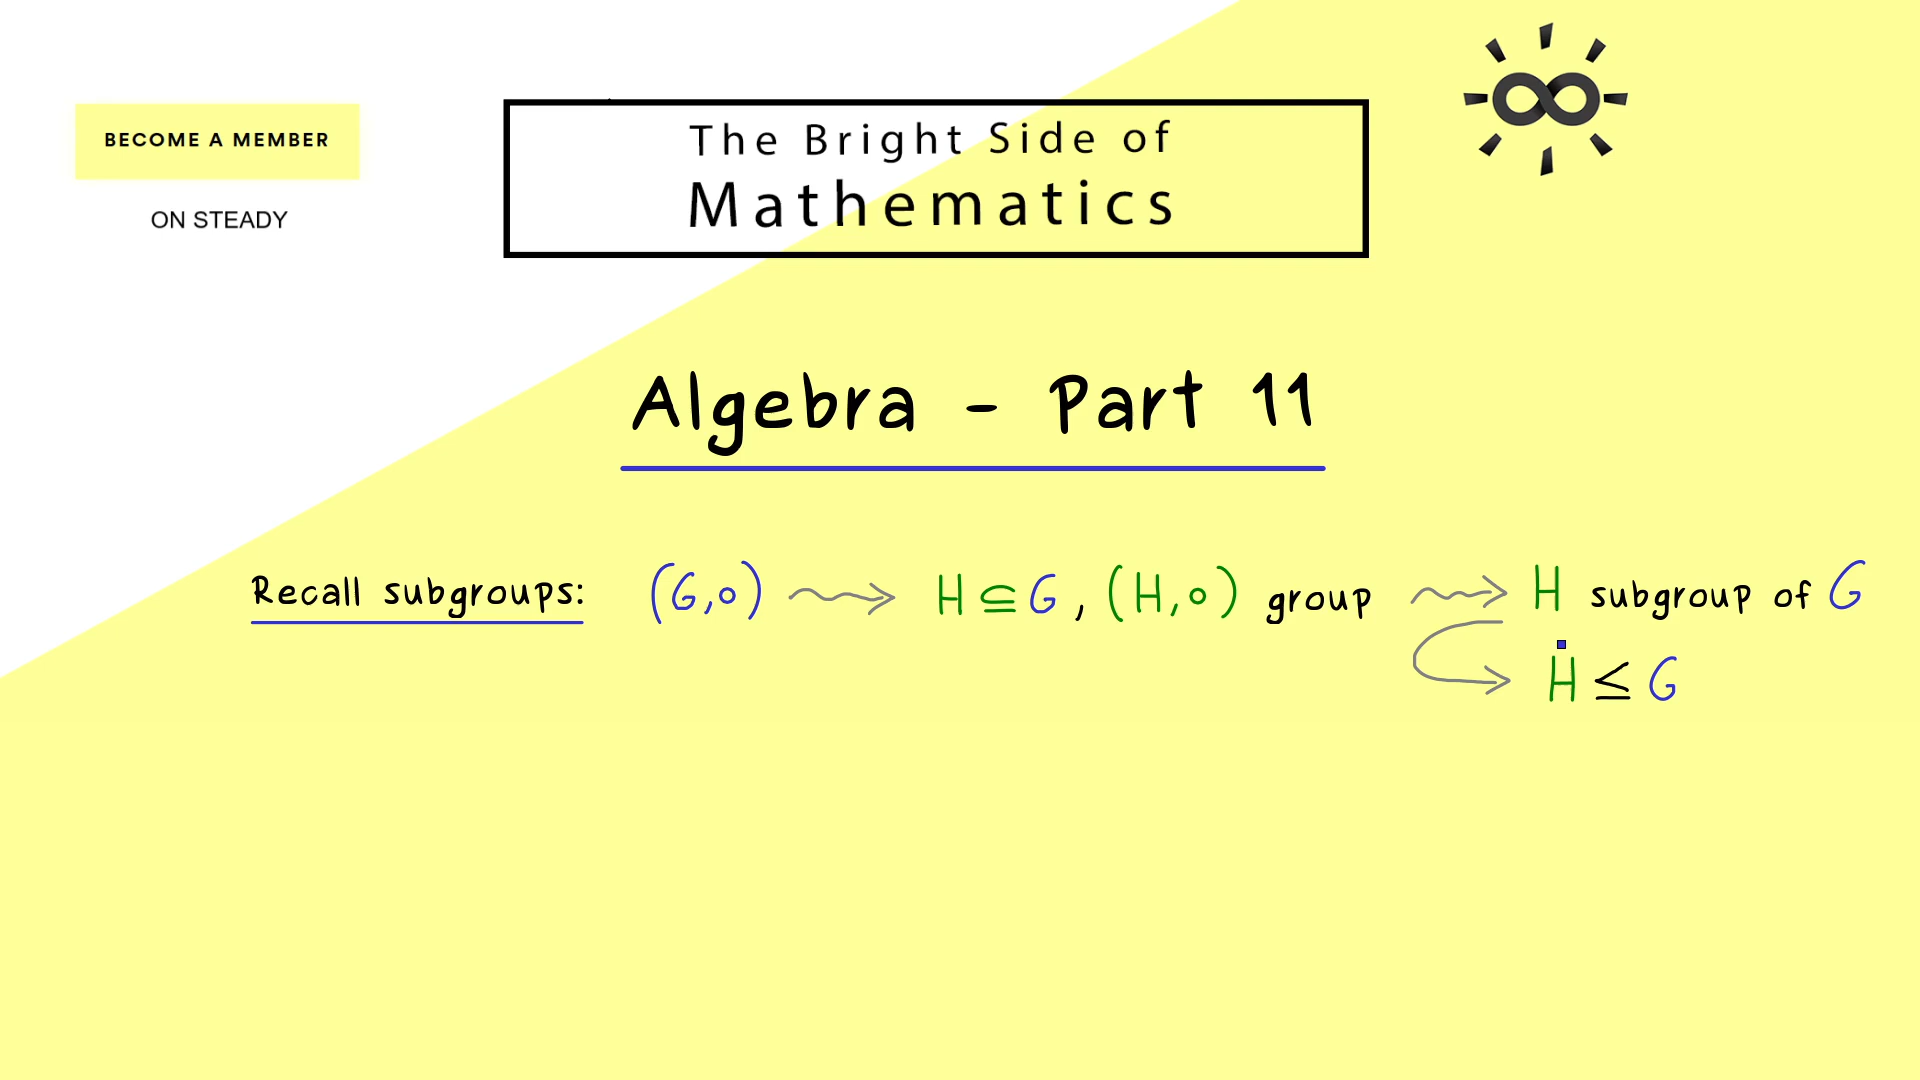 BECOME A MEMBER
ON STEADY
The Bright Side of
Mathematics
Algebra - Part 11
Recall subgroups: (G,∘) ⇝ H ⊆ G, (H,∘) group ⇝ H subgroup of G
H ≤ G